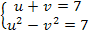 u + v = 7
u² − v² = 7